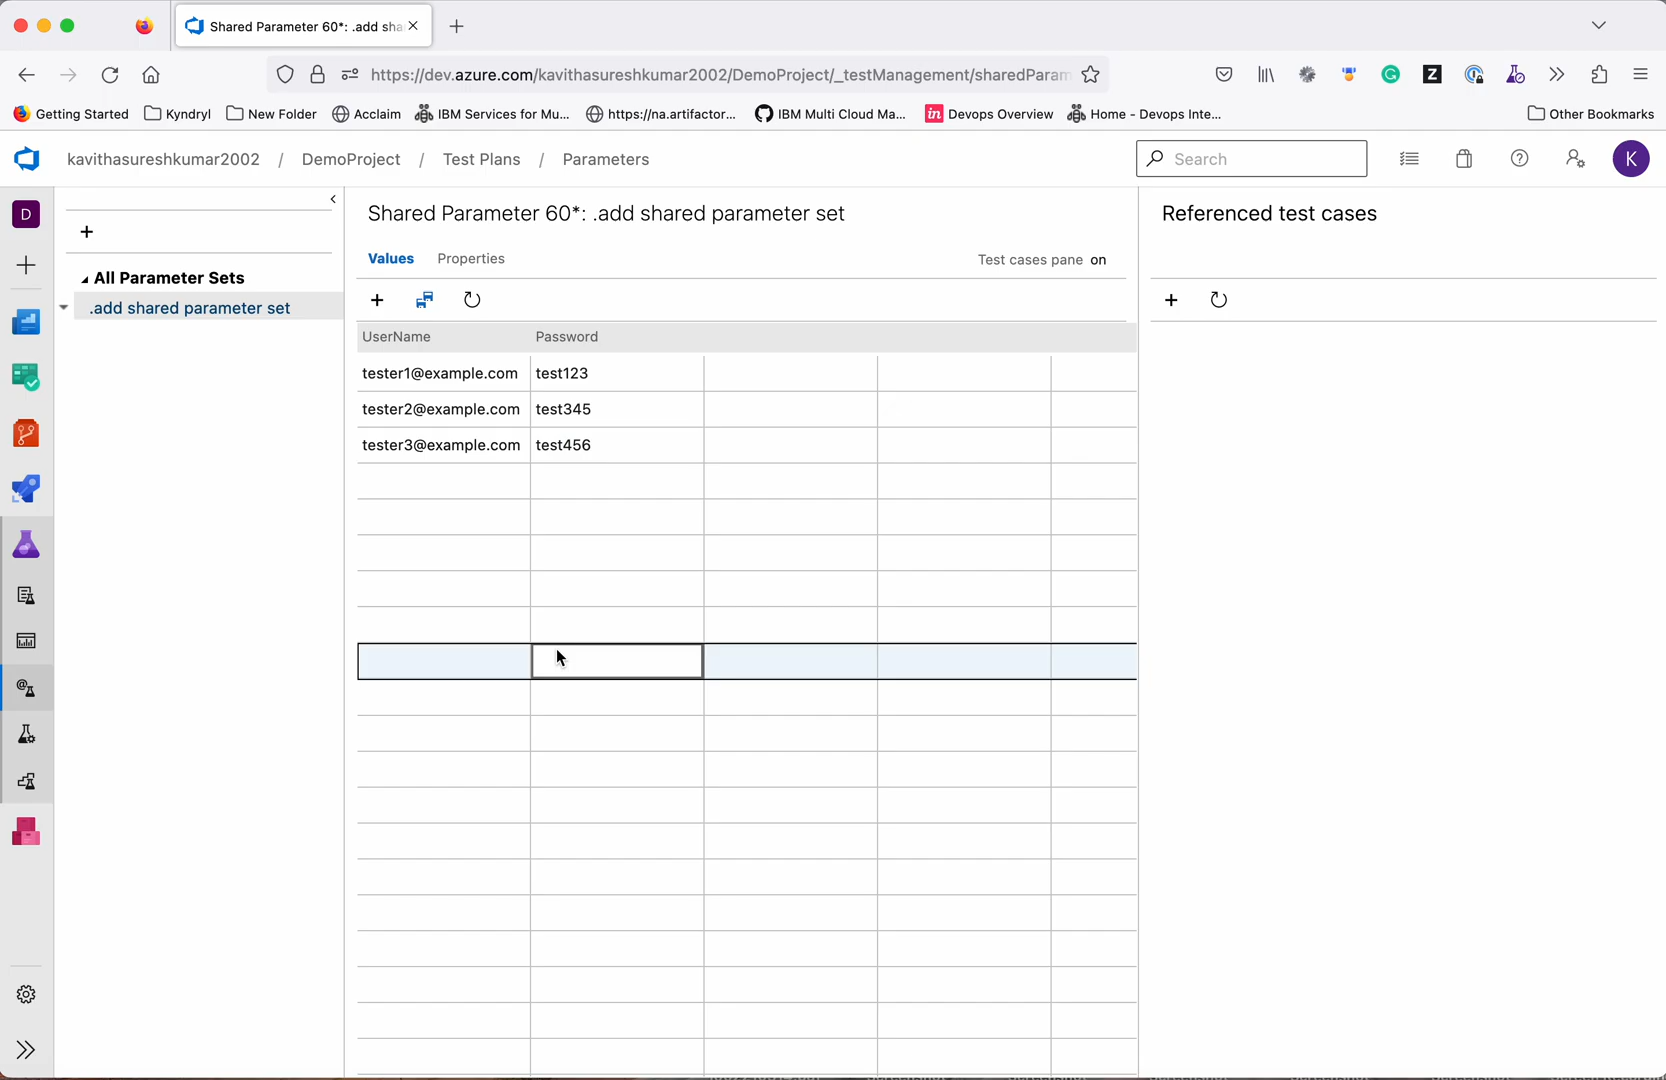 Shared Parameter 60*: .add sha
https://dev.azure.com/kavithasureshkumar2002/DemoProject/_testManagement/sharedParam
Getting Started
Kyndryl
New Folder
Acclaim
IBM Services for Mu...
https://na.artifactor...
IBM Multi Cloud Ma...
in
Devops Overview
Home - Devops Inte...
Other Bookmarks
kavithasureshkumar2002 / DemoProject / Test Plans / Parameters
Search
K
D
All Parameter Sets
.add shared parameter set
Shared Parameter 60*: .add shared parameter set
Values
Properties
Test cases pane on
UserName
Password
tester1@example.com
test123
tester2@example.com
test345
tester3@example.com
test456
Referenced test cases